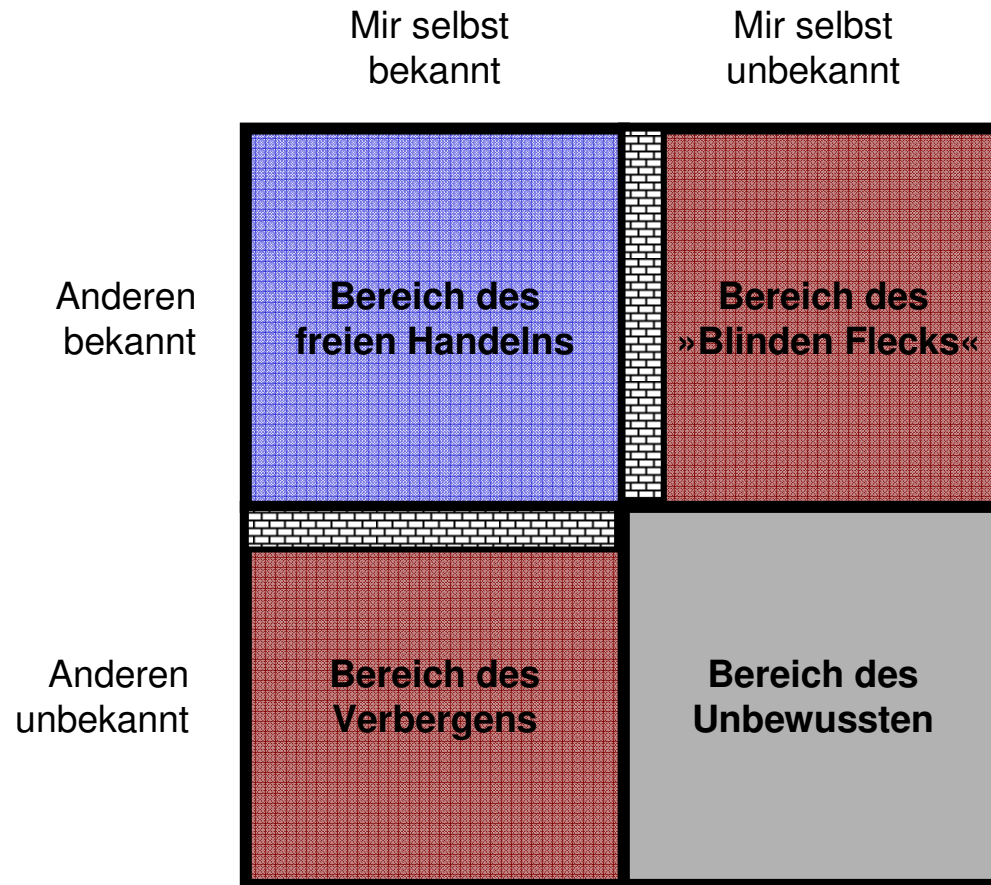 Mir selbst
bekannt
Mir selbst
unbekannt
Anderen
bekannt
Bereich des
freien Handelns
Bereich des
»Blinden Flecks«
Anderen
unbekannt
Bereich des
Verbergens
Bereich des
Unbewussten